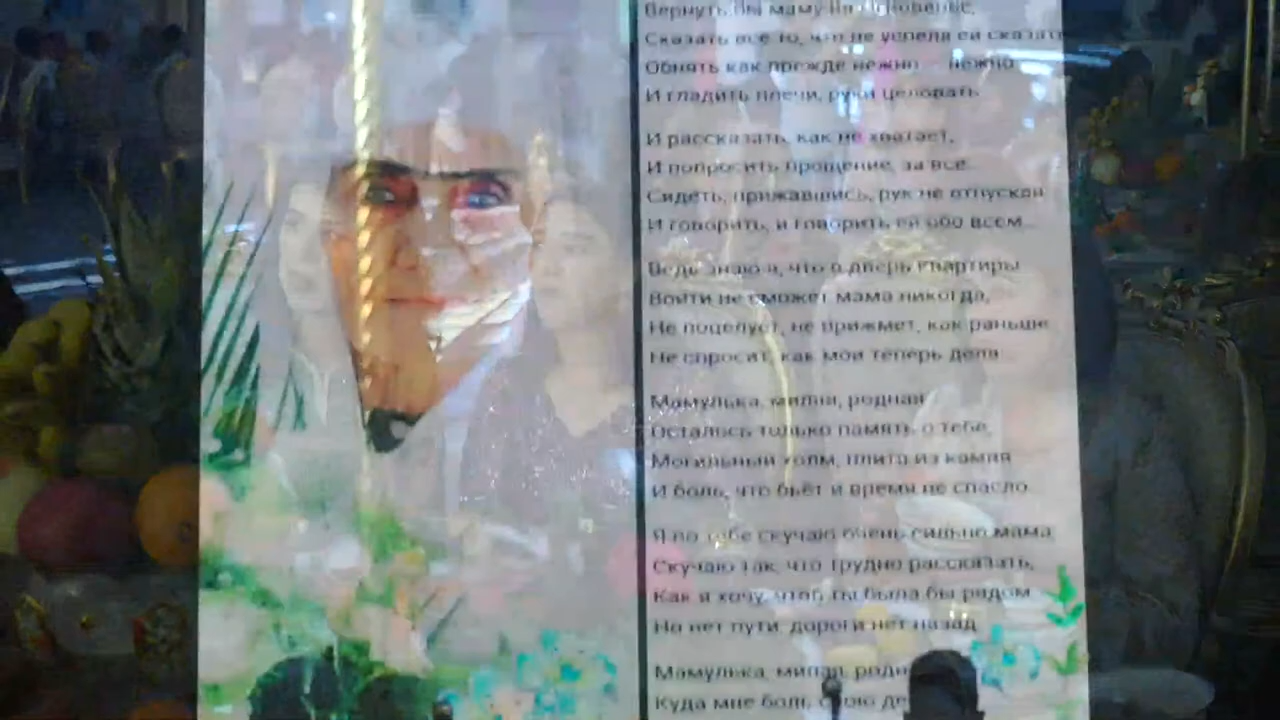 Вернуть бы маму на мгновенье,
Сказать всё то, что не успела ей сказать
Обнять как прежде нежно - нежно
И гладить плечи, руки целовать
И рассказать, как не хватает,
И попросить прощение, за все.
Сидеть, прижавшись, рук не отпуская
И говорить, и говорить ей обо всем...
Ведь знаю я, что в дверь квартиры
Войти не сможет мама никогда,
Не поцелует, не прижмет, как раньше
Не спросит, как мои теперь дела
Мамулька, милая, родная
Осталось только память о тебе,
Могильный холм, плита из камня
И боль, что бьёт и время не спасло
Я по тебе скучаю очень сильно мама
Скучаю так, что трудно рассказать,
Как я хочу, чтоб ты была бы рядом
Но нет пути, дороги нет назад
Мамулька, милая, родн
Куда мне боль свою де